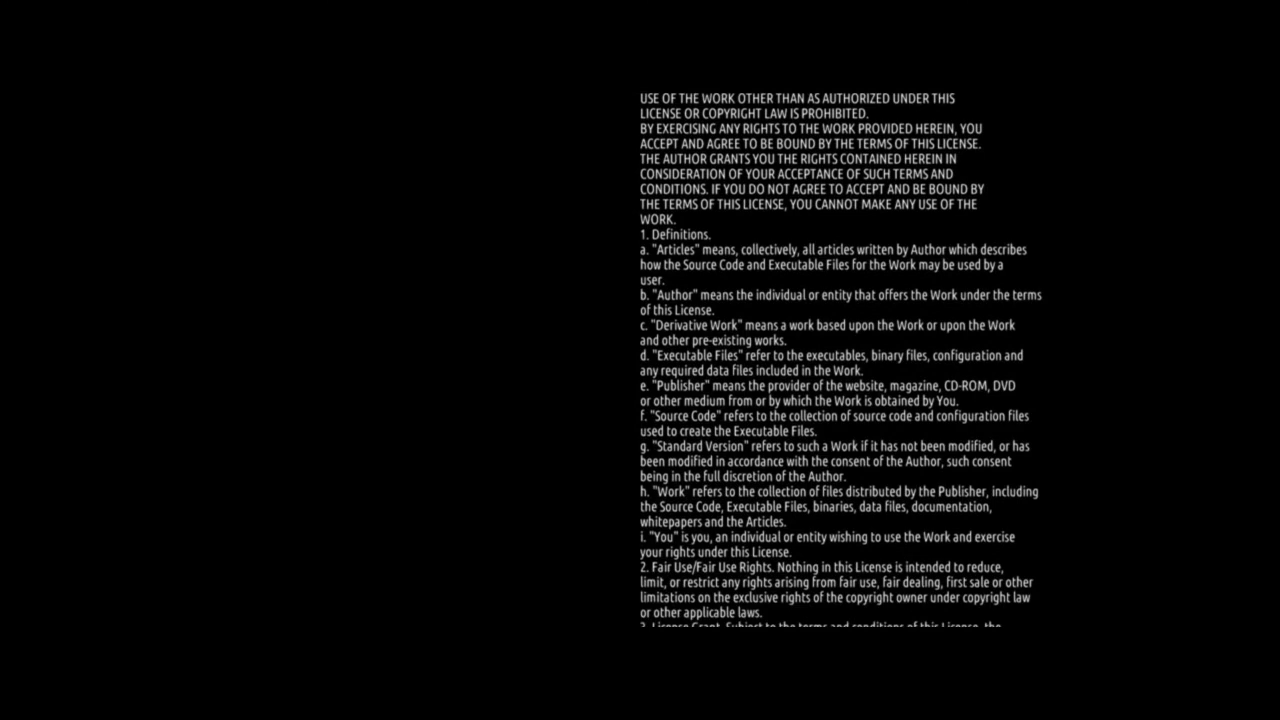 USE OF THE WORK OTHER THAN AS AUTHORIZED UNDER THIS
LICENSE OR COPYRIGHT LAW IS PROHIBITED.
BY EXERCISING ANY RIGHTS TO THE WORK PROVIDED HEREIN, YOU
ACCEPT AND AGREE TO BE BOUND BY THE TERMS OF THIS LICENSE.
THE AUTHOR GRANTS YOU THE RIGHTS CONTAINED HEREIN IN
CONSIDERATION OF YOUR ACCEPTANCE OF SUCH TERMS AND
CONDITIONS. IF YOU DO NOT AGREE TO ACCEPT AND BE BOUND BY
THE TERMS OF THIS LICENSE, YOU CANNOT MAKE ANY USE OF THE
WORK.
1. Definitions.
a. "Articles" means, collectively, all articles written by Author which describes
how the Source Code and Executable Files for the Work may be used by a
user.
b. "Author" means the individual or entity that offers the Work under the terms
of this License.
c. "Derivative Work" means a work based upon the Work or upon the Work
and other pre-existing works.
d. "Executable Files" refer to the executables, binary files, configuration and
any required data files included in the Work.
e. "Publisher" means the provider of the website, magazine, CD-ROM, DVD
or other medium from or by which the Work is obtained by You.
f. "Source Code" refers to the collection of source code and configuration files
used to create the Executable Files.
g. "Standard Version" refers to such a Work if it has not been modified, or has
been modified in accordance with the consent of the Author, such consent
being in the full discretion of the Author.
h. "Work" refers to the collection of files distributed by the Publisher, including
the Source Code, Executable Files, binaries, data files, documentation,
whitepapers and the Articles.
i. "You" is you, an individual or entity wishing to use the Work and exercise
your rights under this License.
2. Fair Use/Fair Use Rights. Nothing in this License is intended to reduce,
limit, or restrict any rights arising from fair use, fair dealing, first sale or other
limitations on the exclusive rights of the copyright owner under copyright law
or other applicable laws.
3. License Grant. Subject to the terms and conditions of this License, the